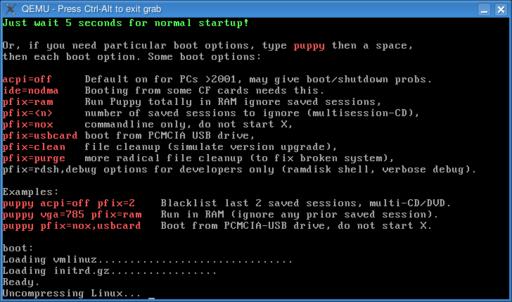 QEMU - Press Ctrl-Alt to exit grab
Just wait 5 seconds for normal startup!
Or, if you need particular boot options, type puppy then a space,
then each boot option. Some boot options:
acpi=off     Default on for PCs >2001, may give boot/shutdown probs.
ide=nodma    Booting from some CF cards needs this.
pfix=ram     Run Puppy totally in RAM ignore saved sessions,
pfix=<n>     number of saved sessions to ignore (multisession-CD),
pfix=nox     commandline only, do not start X,
pfix=usbcard boot from PCMCIA USB drive,
pfix=clean   file cleanup (simulate version upgrade),
pfix=purge   more radical file cleanup (to fix broken system),
pfix=rdsh,debug options for developers only (ramdisk shell, verbose debug).
Examples:
puppy acpi=off pfix=2    Blacklist last 2 saved sessions, multi-CD/DVD.
puppy vga=785 pfix=ram   Run in RAM (ignore any prior saved session).
puppy pfix=nox,usbcard   Boot from PCMCIA-USB drive, do not start X.
boot:
Loading vmlinuz...............................
Loading initrd.gz.................
Ready.
Uncompressing Linux... _